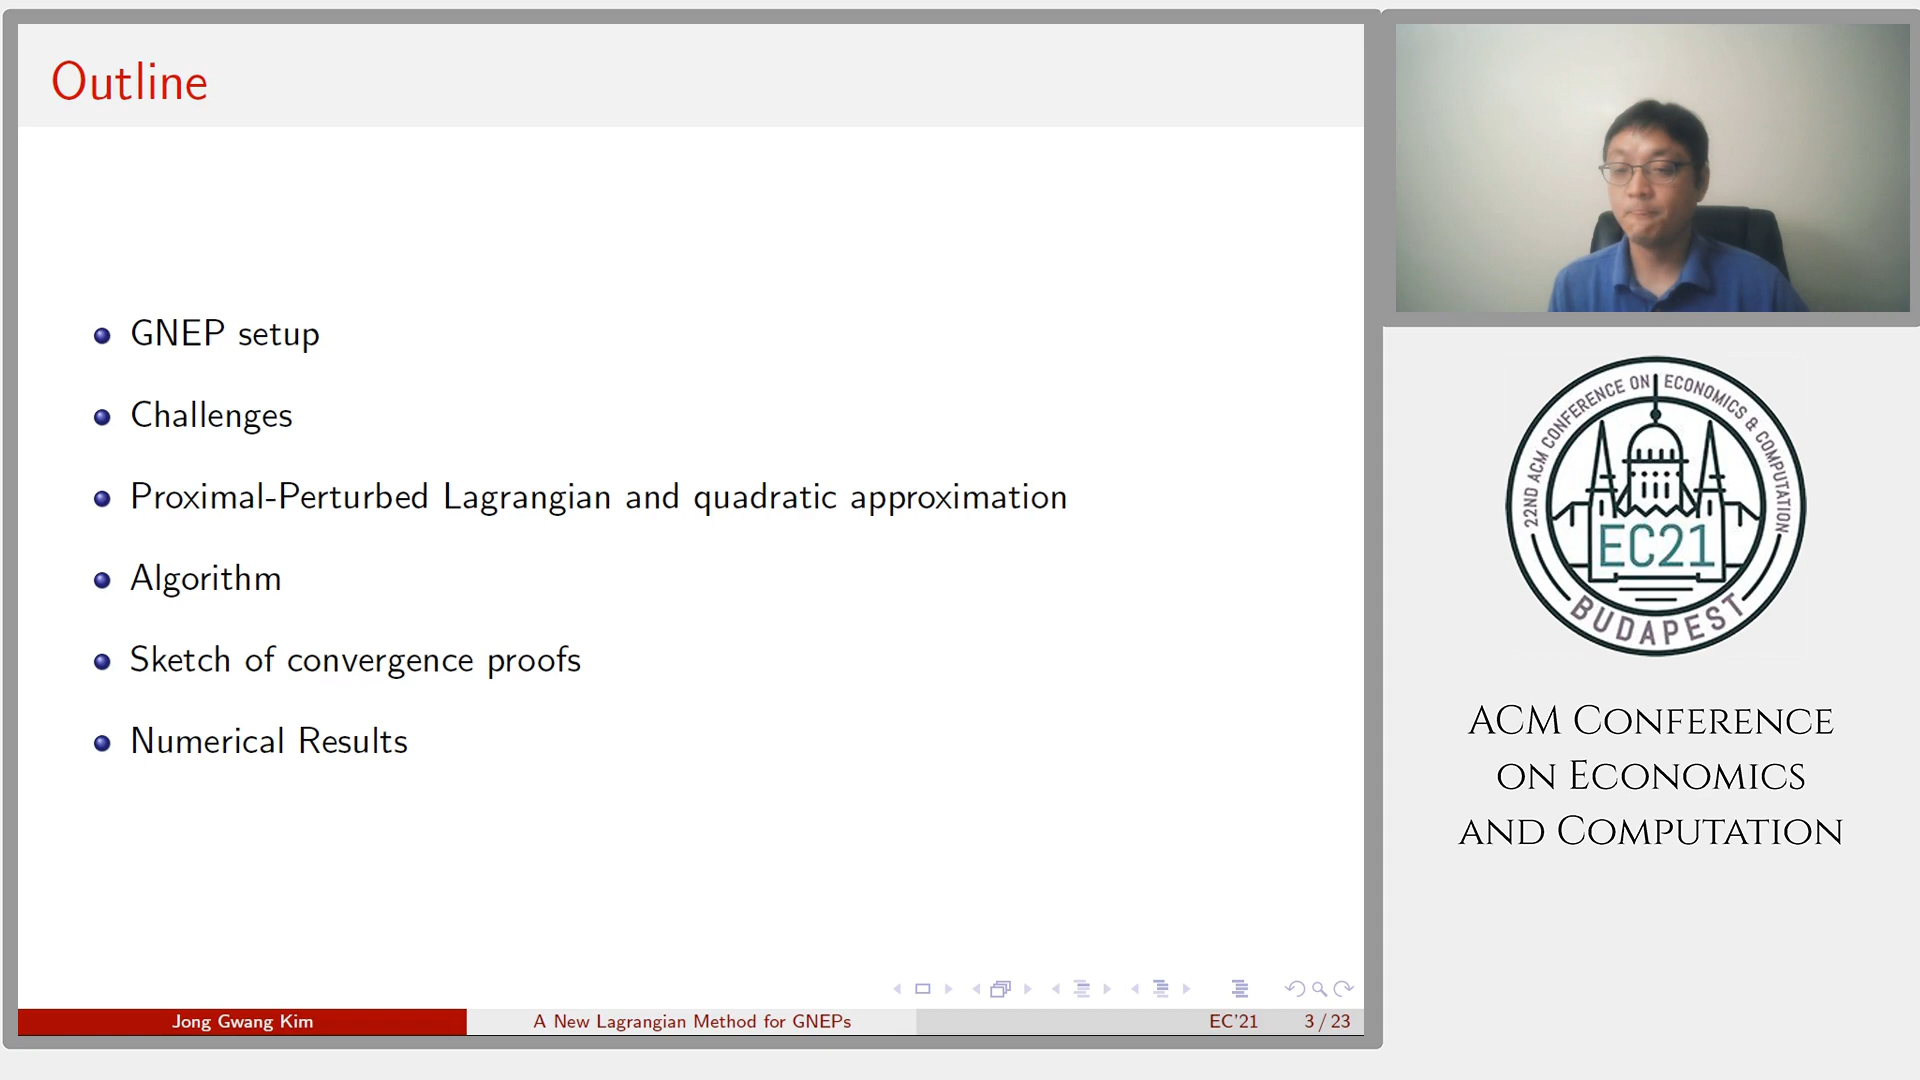 Outline
GNEP setup
Challenges
Proximal-Perturbed Lagrangian and quadratic approximation
Algorithm
Sketch of convergence proofs
Numerical Results
Jong Gwang Kim
A New Lagrangian Method for GNEPs
EC'21
3 / 23
22ND ACM CONFERENCE ON ECONOMICS & COMPUTATION
EC21
BUDAPEST
ACM CONFERENCE
ON ECONOMICS
AND COMPUTATION